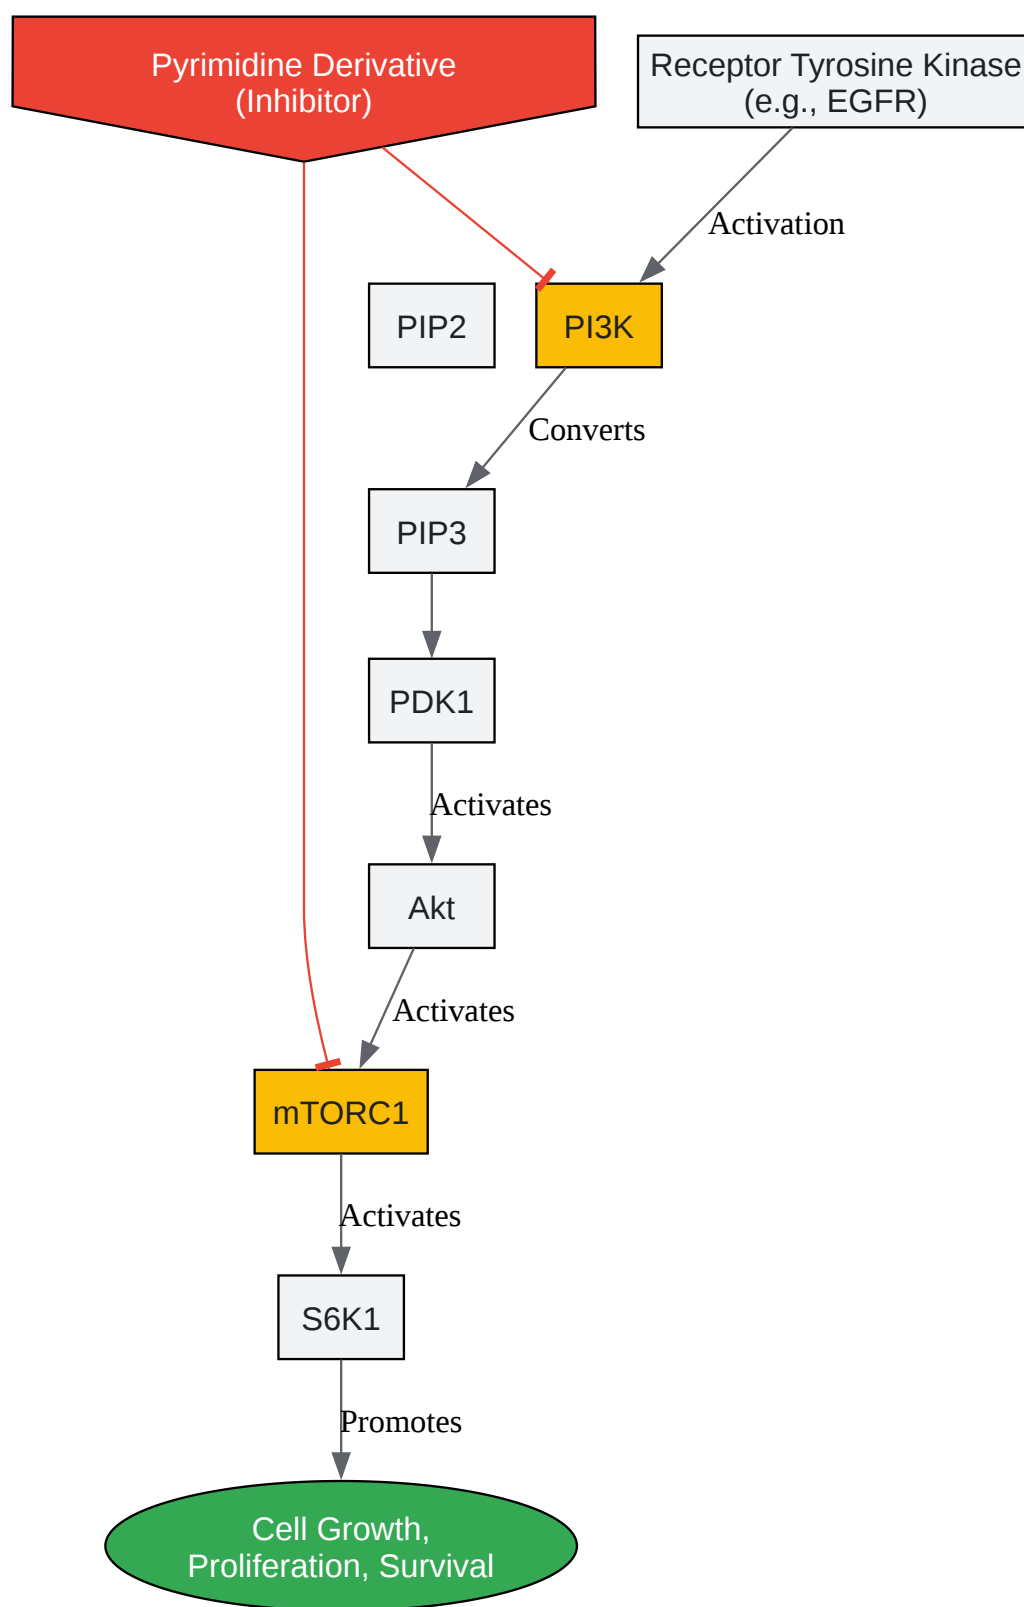 Pyrimidine Derivative
(Inhibitor)
Receptor Tyrosine Kinase
(e.g., EGFR)
Activation
PIP2
PI3K
Converts
PIP3
PDK1
Activates
Akt
Activates
mTORC1
Activates
S6K1
Promotes
Cell Growth,
Proliferation, Survival